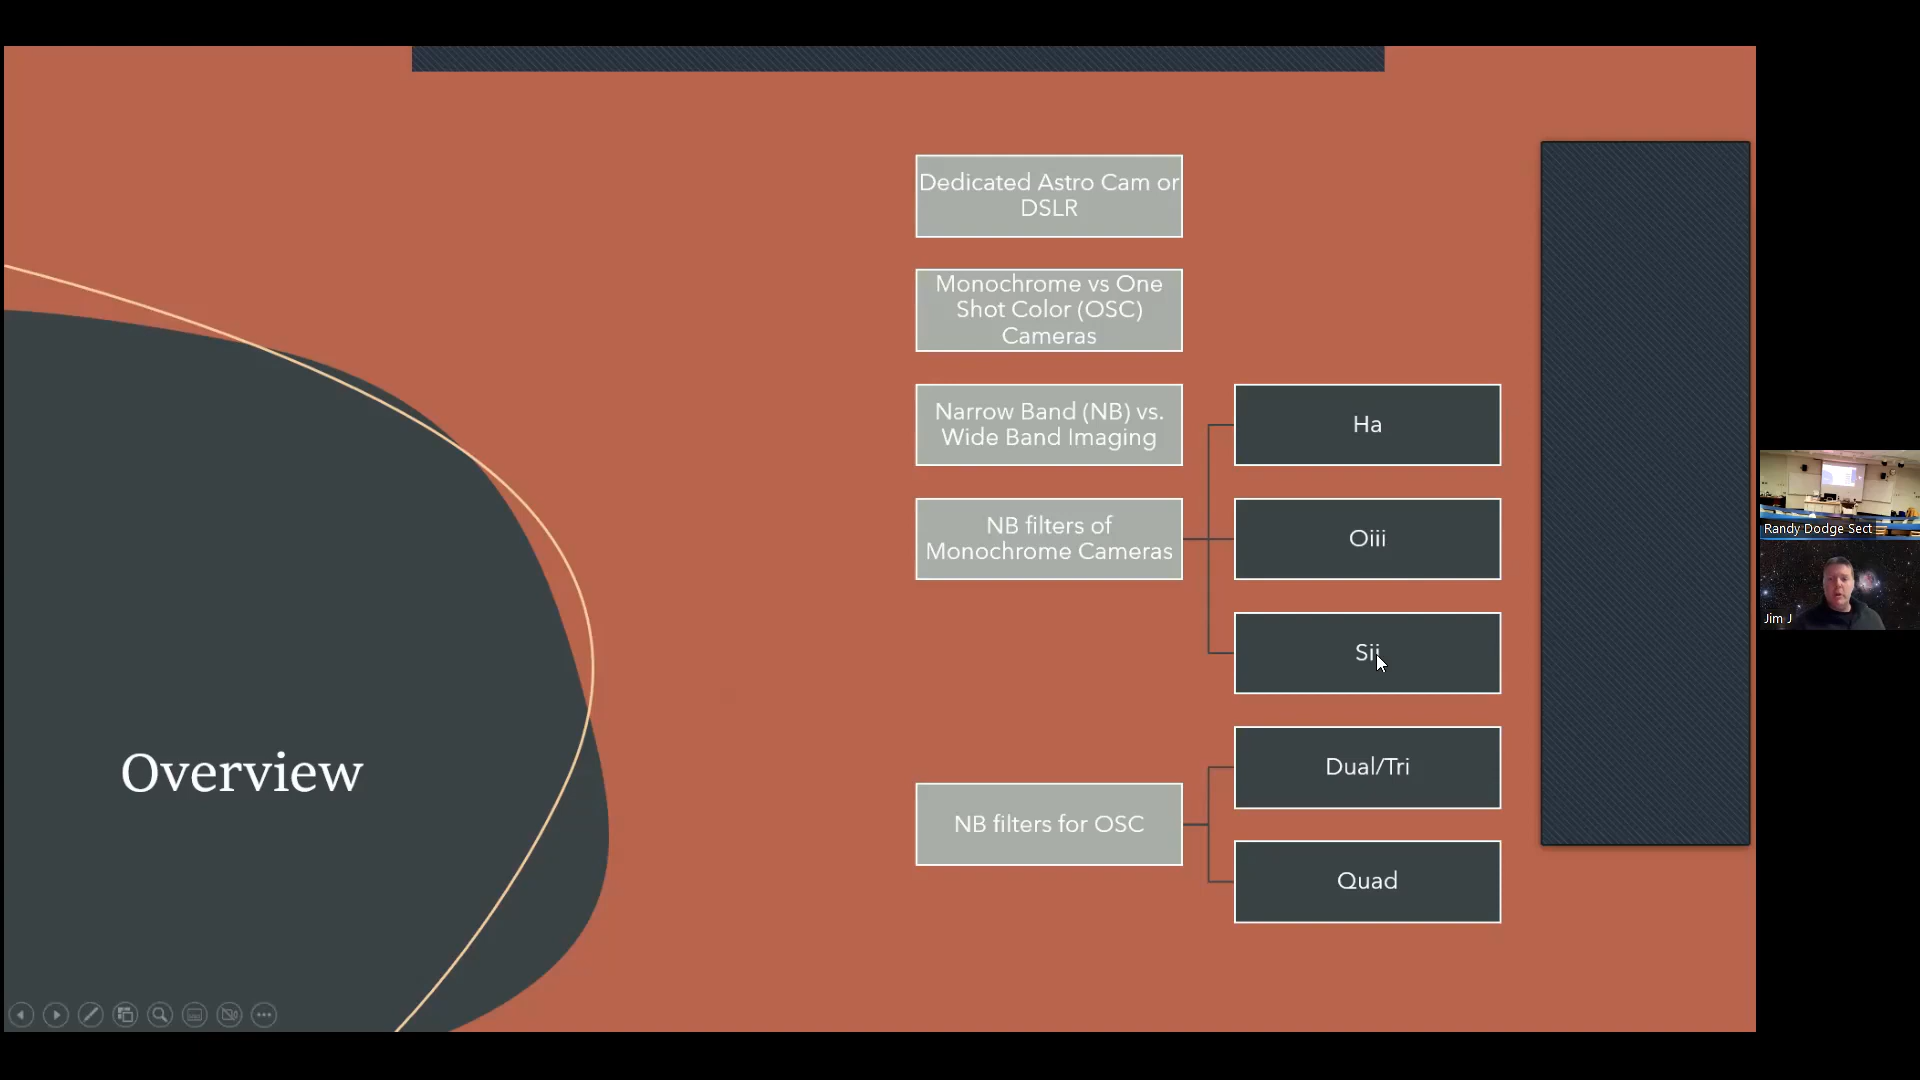 Overview
Dedicated Astro Cam or
DSLR
Monochrome vs One
Shot Color (OSC)
Cameras
Narrow Band (NB) vs.
Wide Band Imaging
NB filters of
Monochrome Cameras
Ha
Oiii
Sii
NB filters for OSC
Dual/Tri
Quad
Randy Dodge Sect
Jim J